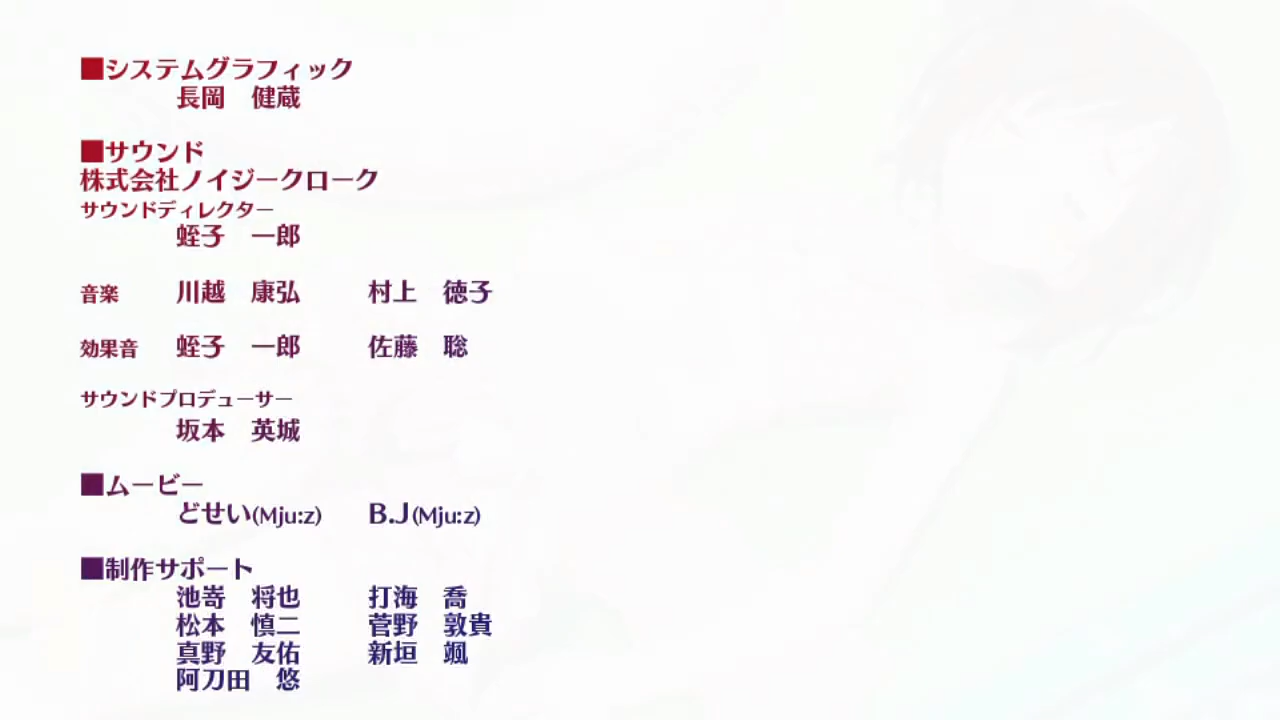 ■システムグラフィック
長岡　健蔵
■サウンド
株式会社ノイジークローク
サウンドディレクター
蛭子　一郎
音楽　川越　康弘　村上　徳子
効果音　蛭子　一郎　佐藤　聡
サウンドプロデューサー
坂本　英城
■ムービー
どせい(Mju:z)　B.J(Mju:z)
■制作サポート
池嵜　将也　打海　喬
松本　慎二　菅野　敦貴
真野　友佑　新垣　颯
阿刀田　悠